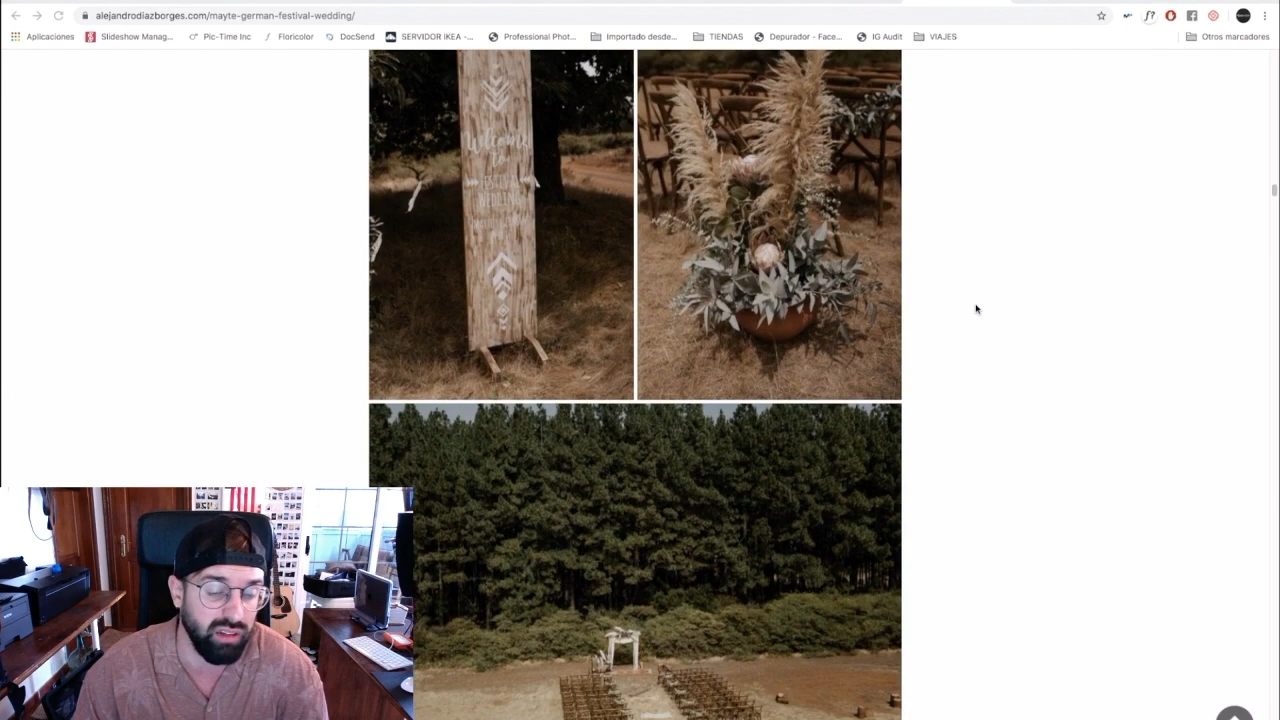 alejandrodiazborges.com/mayte-german-festival-wedding/
Aplicaciones
Slideshow Manag...
Pic-Time Inc
Floricolor
DocSend
SERVIDOR IKEA -...
Professional Phot...
Importado desde...
TIENDAS
Depurador - Face...
IG Audit
VIAJES
Otros marcadores
f?
Welcome
to
FESTIVAL
WEDDING